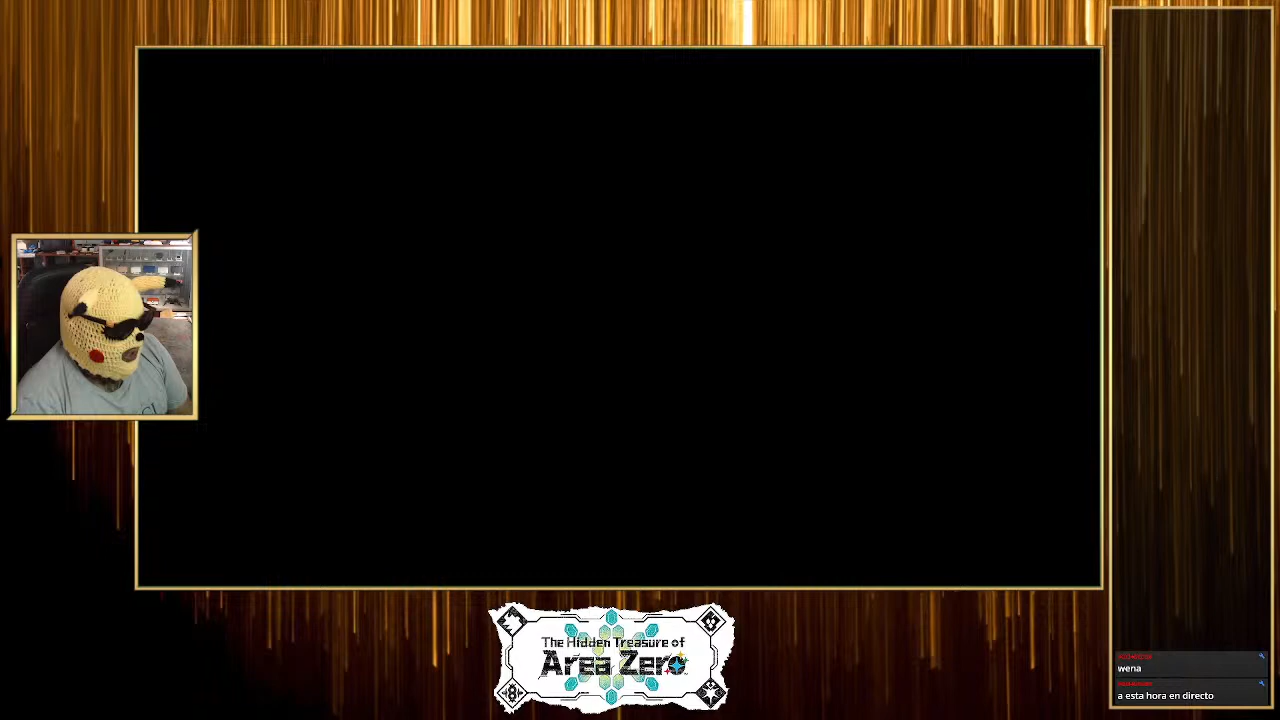 The Hidden Treasure of
Area Zero
wena
a esta hora en directo